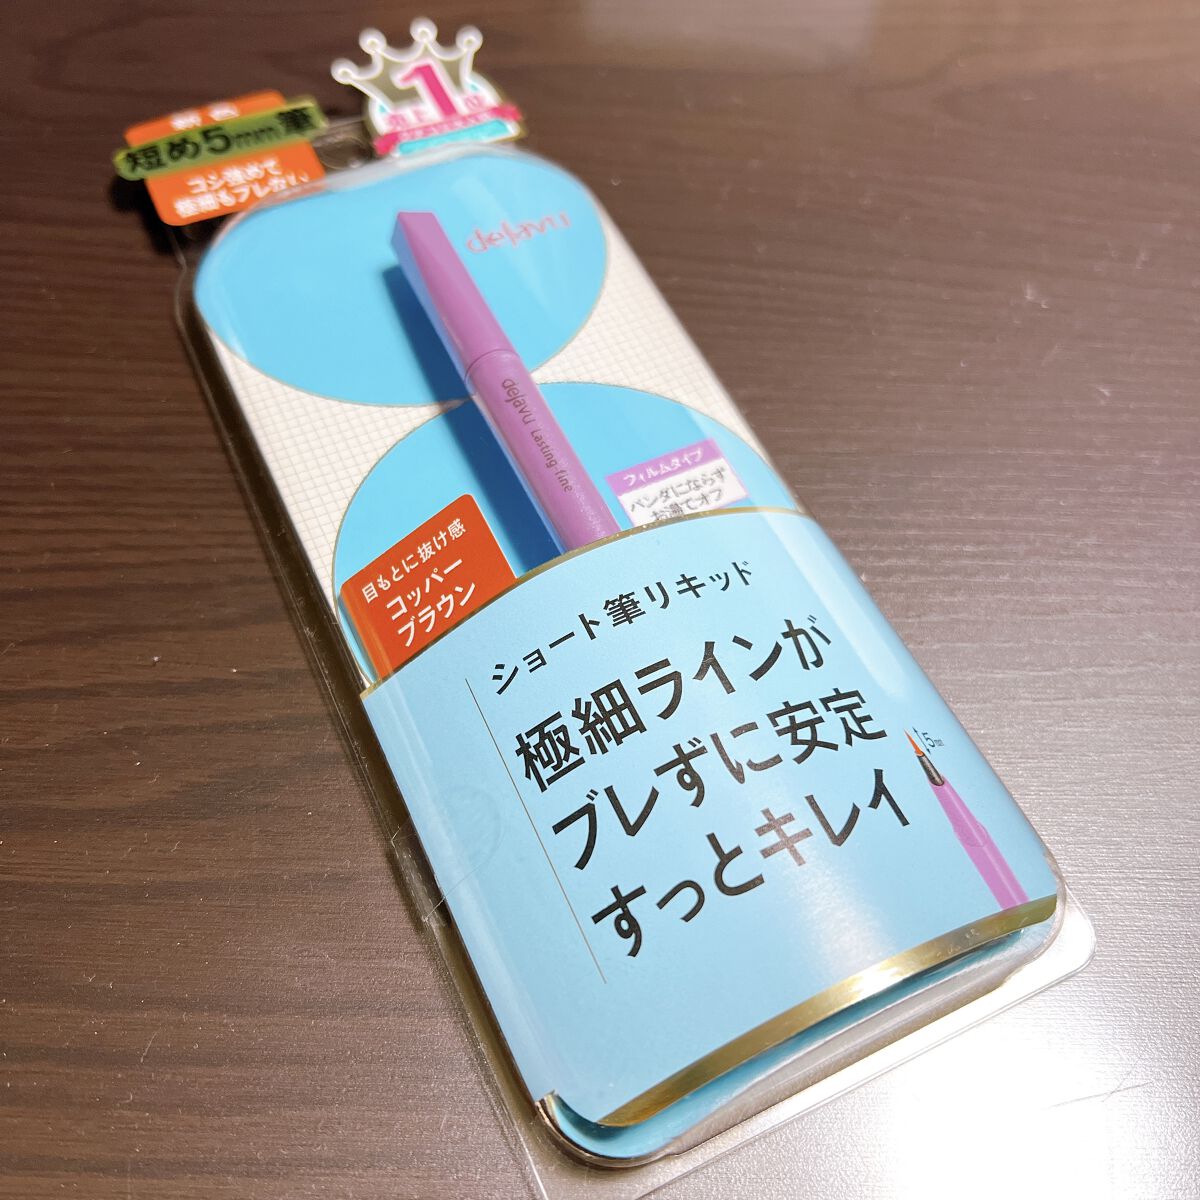 短め5mm筆
コシ強めで
1
dejavu
dejavu Lasting-fine
フィルムタイプ
パンダにならず
お湯でオフ
目もとに抜け感
コッパー
ブラウン
ショート筆リキッド
極細ラインが
ブレずに安定
すっとキレイ
5mm